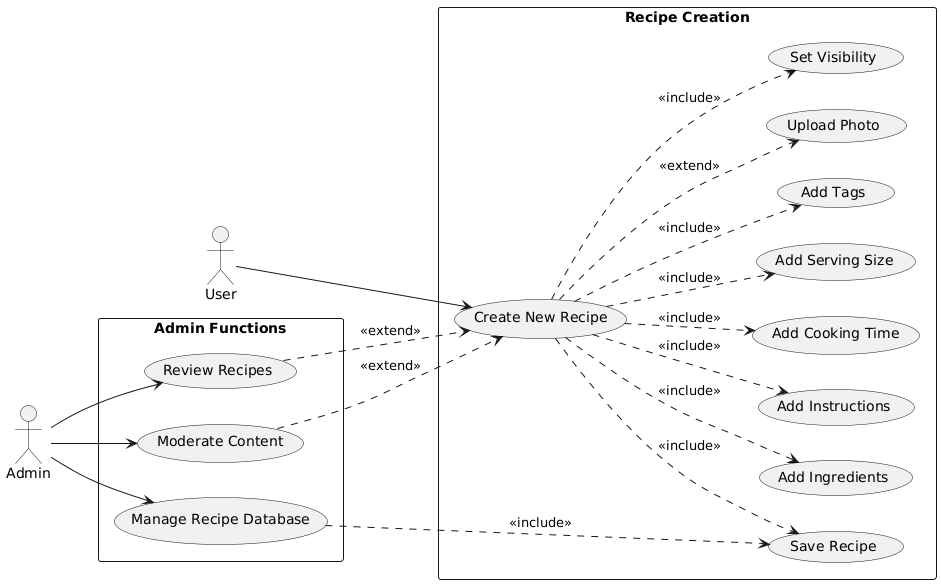 Recipe Creation
Set Visibility
«include»
Upload Photo
«extend»
Add Tags
«include»
Add Serving Size
«include»
User
Create New Recipe
«include»
Add Cooking Time
Admin Functions
«extend»
«include»
Review Recipes
«extend»
«include»
Add Instructions
Moderate Content
«include»
Add Ingredients
Admin
Manage Recipe Database
«include»
Save Recipe